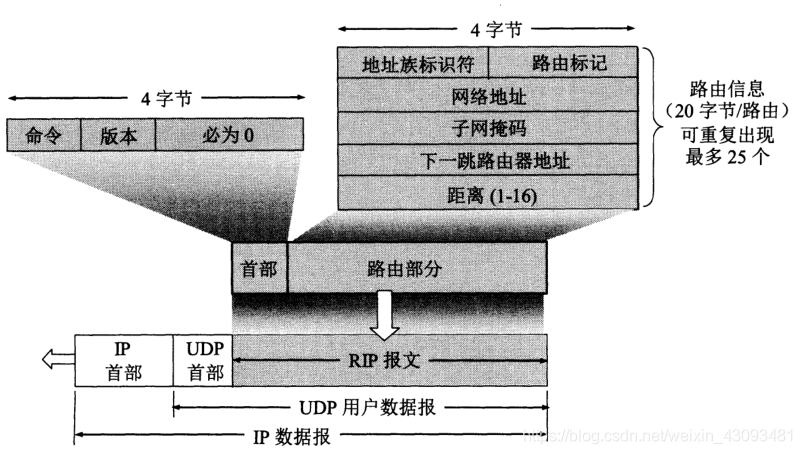 4 字节
地址族标识符 路由标记
网络地址
子网掩码
下一跳路由器地址
距离 (1-16)
路由信息
(20 字节/路由)
可重复出现
最多 25 个
4 字节
命令 版本 必为 0
首部 路由部分
IP
首部
UDP
首部
RIP 报文
UDP 用户数据报
IP 数据报
https://blog.csdn.net/weixin_43093481